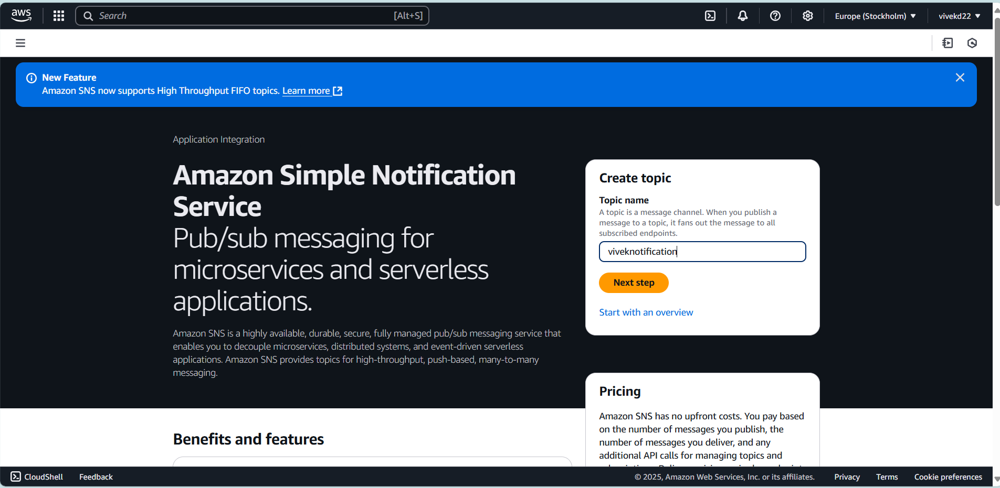 aws
Search
[Alt+S]
Europe (Stockholm)
vivekd22
New Feature
Amazon SNS now supports High Throughput FIFO topics. Learn more
Application Integration
Amazon Simple Notification
Service
Pub/sub messaging for
microservices and serverless
applications.
Amazon SNS is a highly available, durable, secure, fully managed pub/sub messaging service that
enables you to decouple microservices, distributed systems, and event-driven serverless
applications. Amazon SNS provides topics for high-throughput, push-based, many-to-many
messaging.
Create topic
Topic name
A topic is a message channel. When you publish a
message to a topic, it fans out the message to all
subscribed endpoints.
viveknotification
Next step
Start with an overview
Pricing
Amazon SNS has no upfront costs. You pay based
on the number of messages you publish, the
number of messages you deliver, and any
additional API calls for managing topics and
Benefits and features
CloudShell
Feedback
© 2025, Amazon Web Services, Inc. or its affiliates.
Privacy
Terms
Cookie preferences